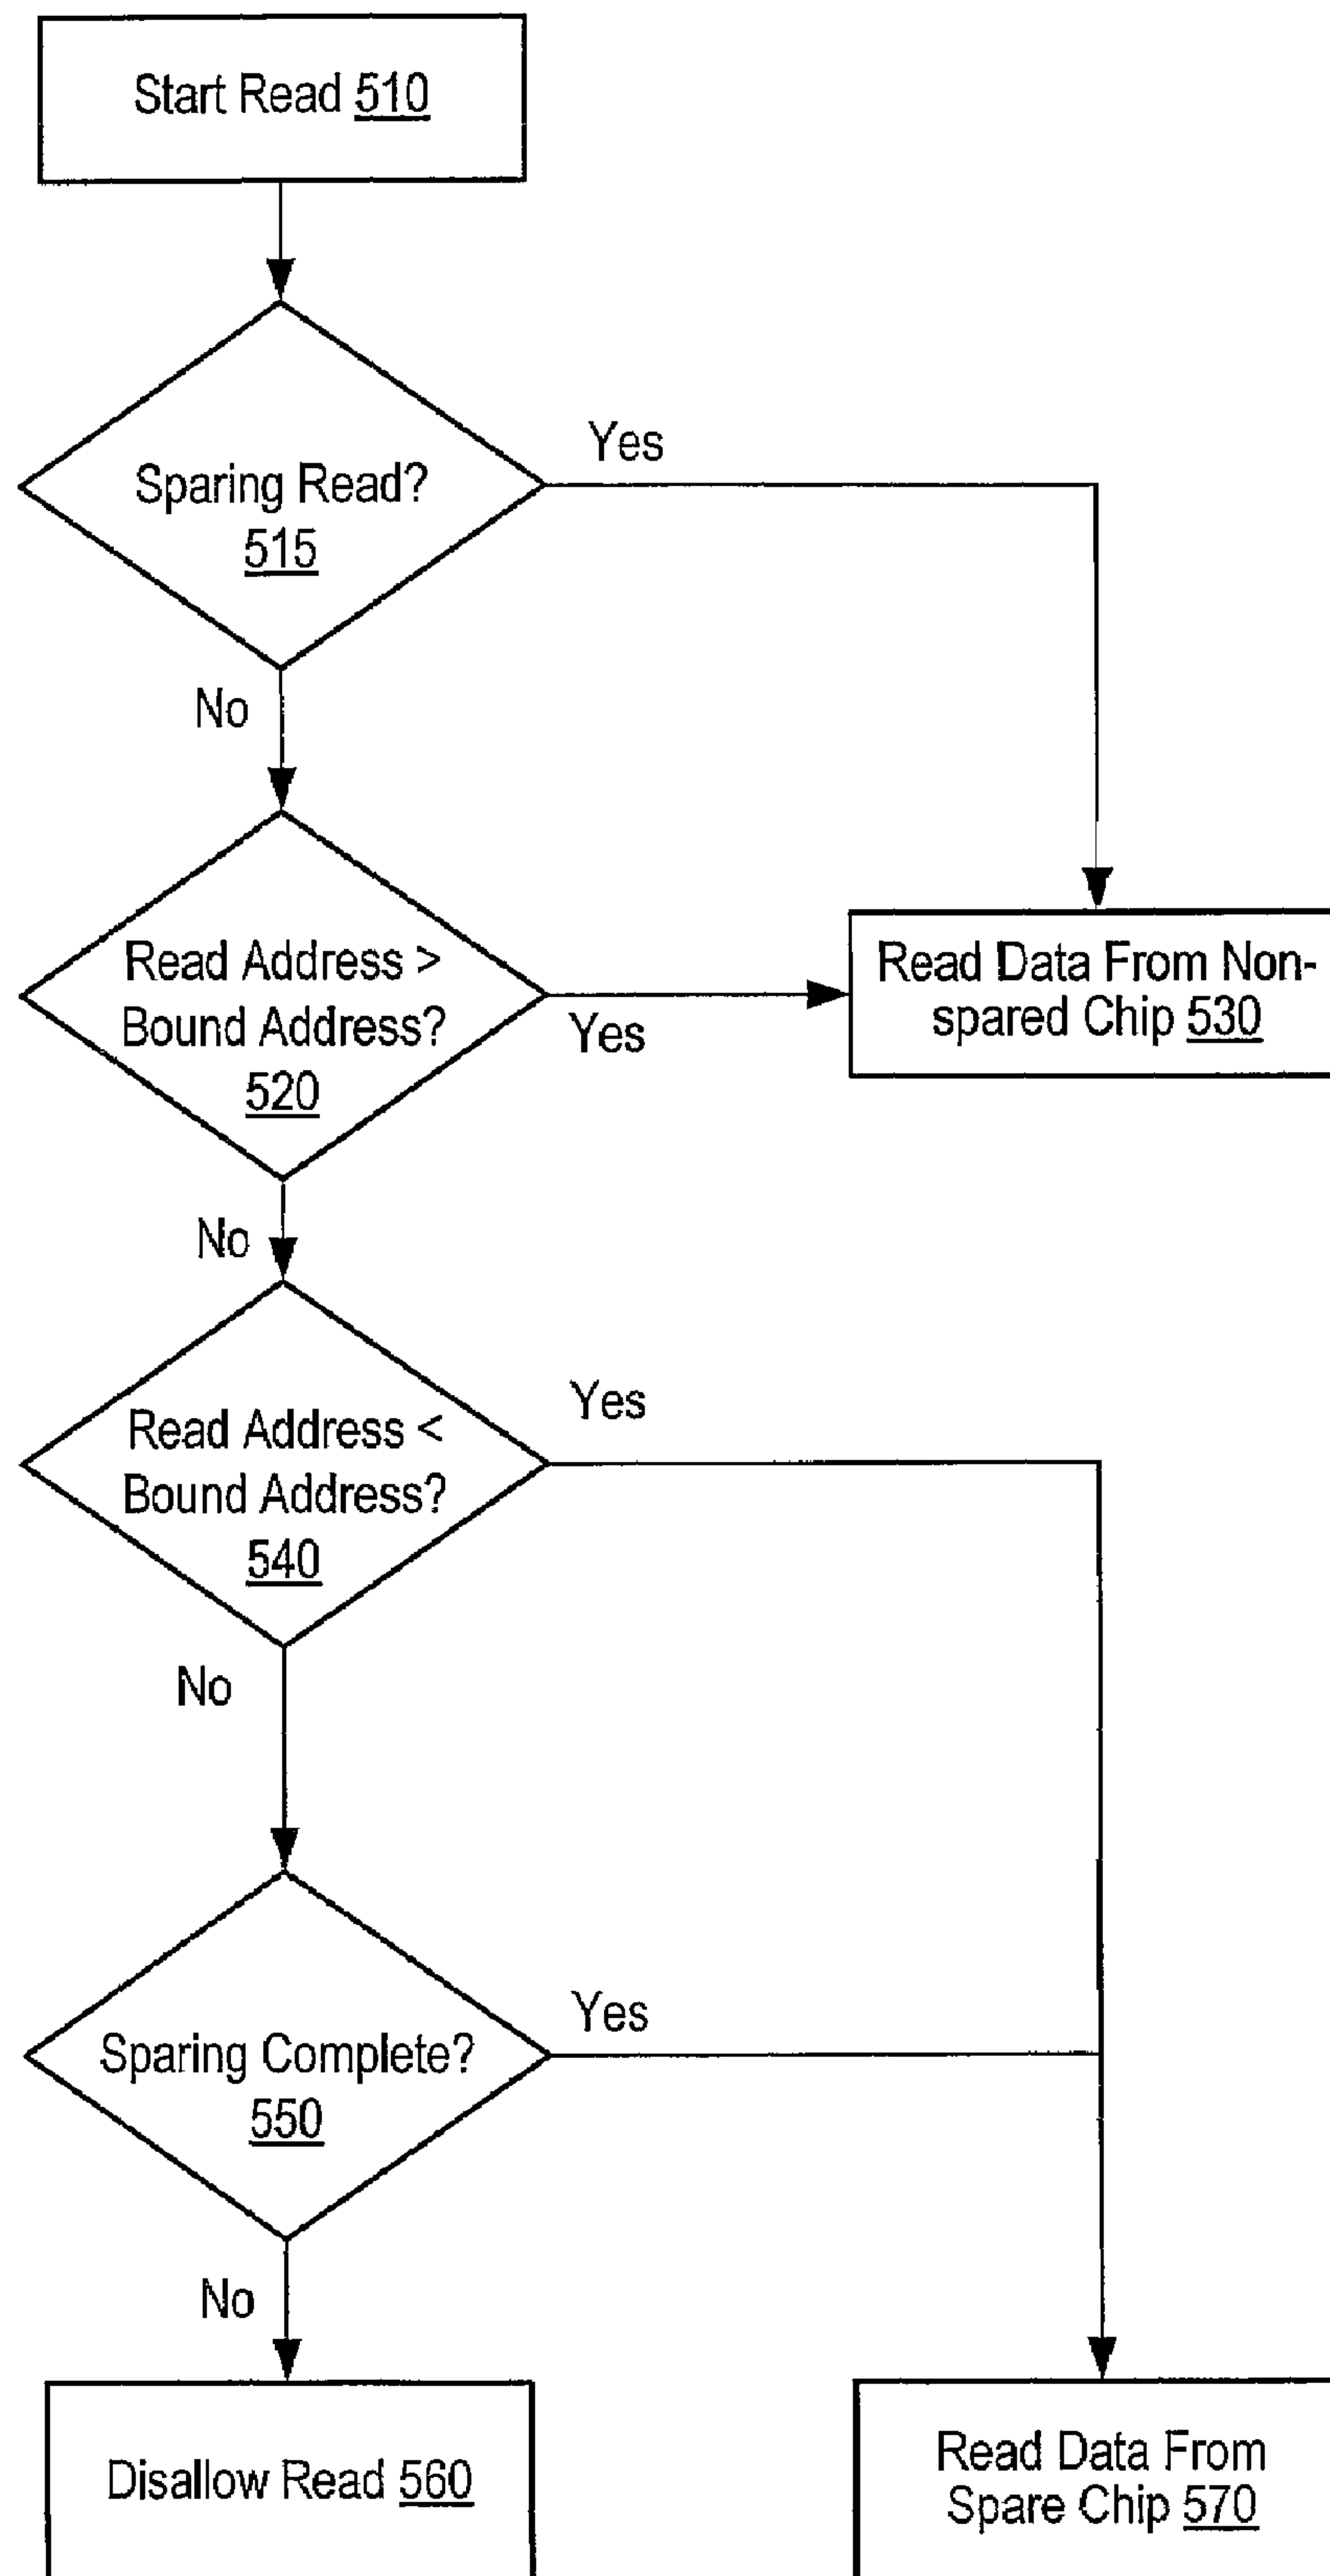 Start Read 510
Yes
Sparing Read?
515
No
Read Address >
Bound Address?
520
Yes
Read Data From Non-
spared Chip 530
No
Yes
Read Address <
Bound Address?
540
No
Yes
Sparing Complete?
550
No
Disallow Read 560
Read Data From
Spare Chip 570